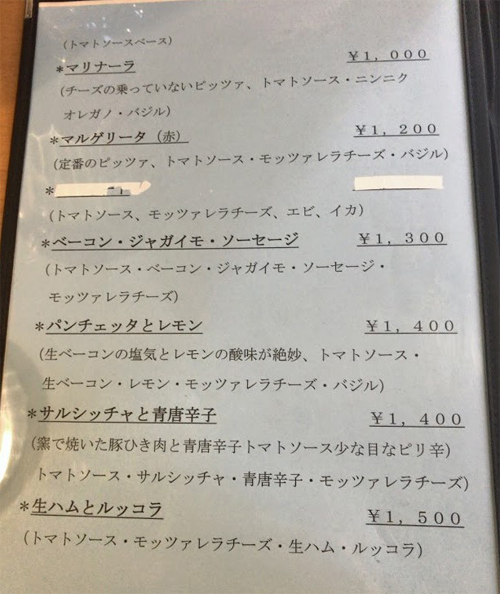 (トマトソースベース)
*マリナーラ ￥1,000
(チーズの乗っていないピッツァ、トマトソース・ニンニク
オレガノ・バジル)
*マルゲリータ(赤) ￥1,200
(定番のピッツァ、トマトソース・モッツァレラチーズ・バジル)
*
(トマトソース、モッツァレラチーズ、エビ、イカ)
*ベーコン・ジャガイモ・ソーセージ ￥1,300
(トマトソース・ベーコン・ジャガイモ・ソーセージ・
モッツァレラチーズ)
*パンチェッタとレモン ￥1,400
(生ベーコンの塩気とレモンの酸味が絶妙、トマトソース・
生ベーコン・レモン・モッツァレラチーズ・バジル)
*サルシッチャと青唐辛子 ￥1,400
(窯で焼いた豚ひき肉と青唐辛子トマトソース少な目なピリ辛)
トマトソース・サルシッチャ・青唐辛子・モッツァレラチーズ)
*生ハムとルッコラ ￥1,500
(トマトソース・モッツァレラチーズ・生ハム・ルッコラ)